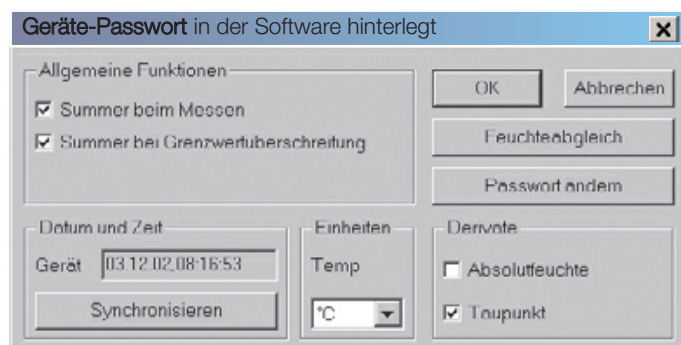 Geräte-Passwort in der Software hinterlegt
Allgemeine Funktionen
Summer beim Messen
Summer bei Grenzwertüberschreitung
OK
Abbrechen
Feuchteabgleich
Passwort ändern
Datum und Zeit
Gerät 03.12.02,08:16:53
Synchronisieren
Einheiten
Temp
°C
Derivate
Absolutfeuchte
Taupunkt